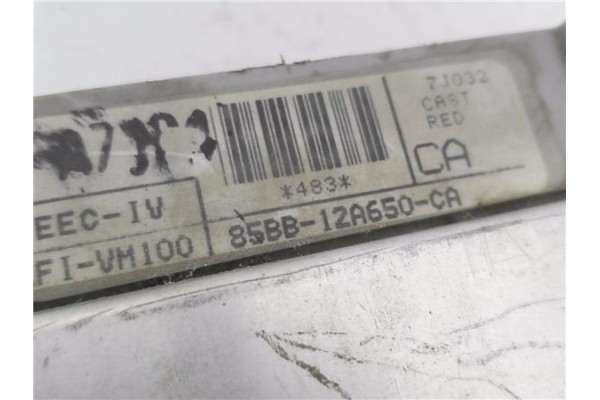 7J032
CAST
RED
CA
*483*
EEC-IV
FI-VM100
85BB-12A650-CA